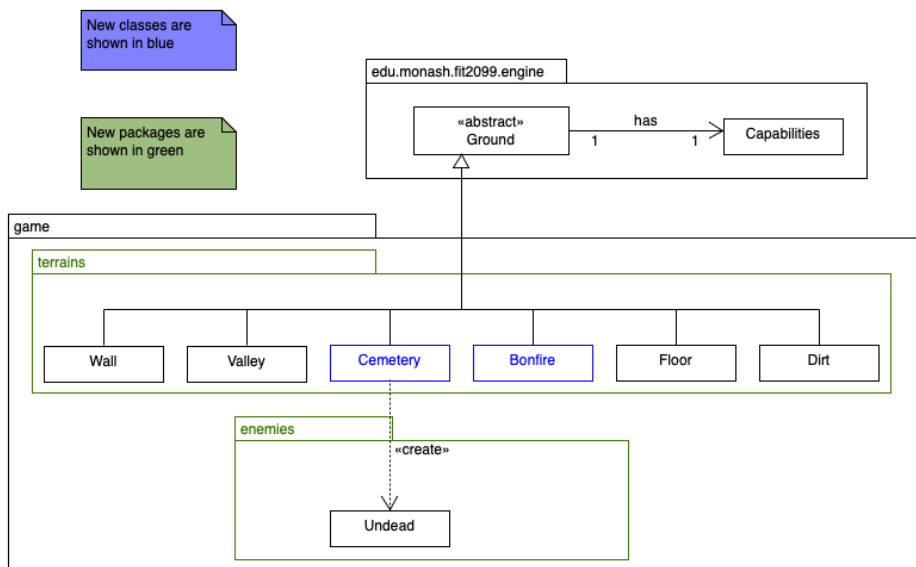 New classes are
shown in blue
edu.monash.fit2099.engine
«abstract»
Ground
has
1
1
Capabilities
New packages are
shown in green
game
terrains
Wall
Valley
Cemetery
Bonfire
Floor
Dirt
enemies
«create»
Undead